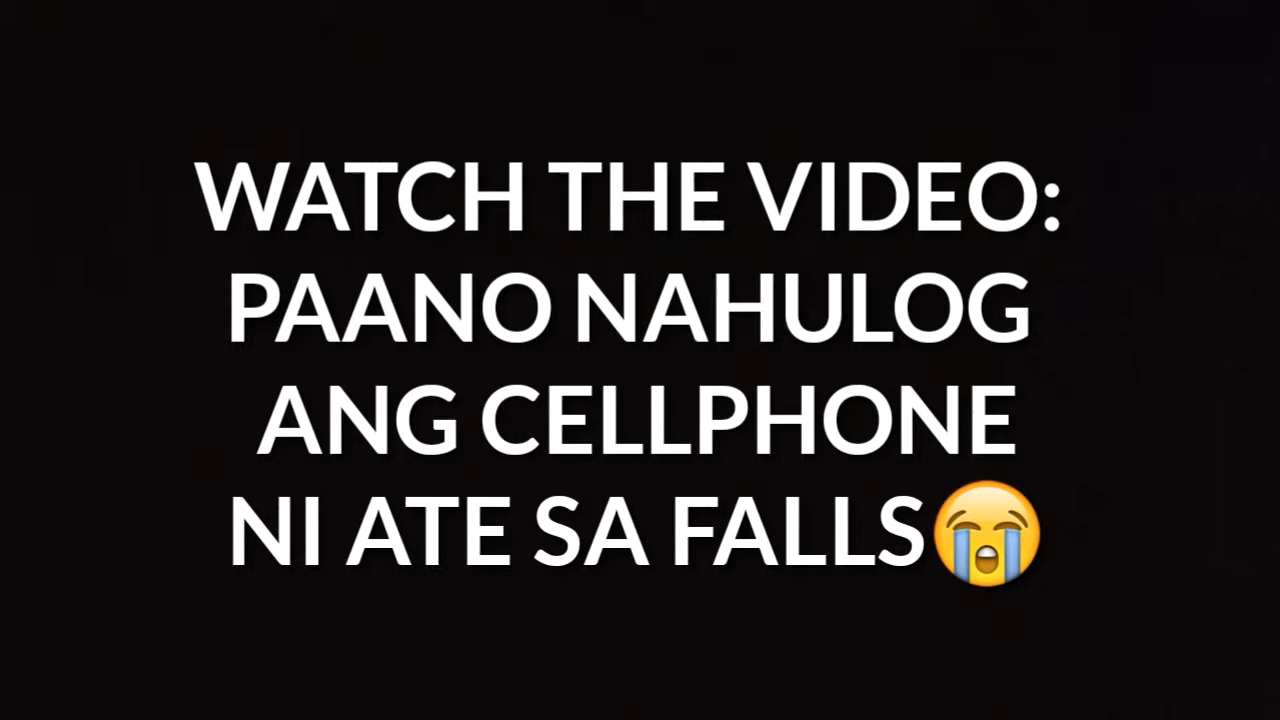 WATCH THE VIDEO:
PAANO NAHULOG
ANG CELLPHONE
NI ATE SA FALLS😭